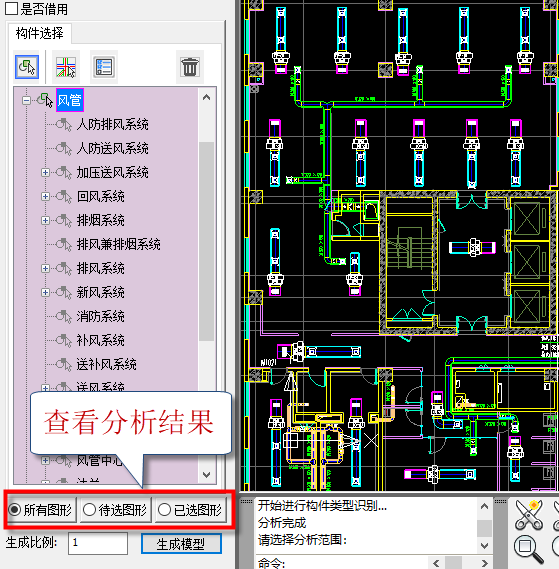 是否借用
构件选择
风管
人防排风系统
人防送风系统
加压送风系统
回风系统
排烟系统
排风兼排烟系统
排风系统
新风系统
消防系统
补风系统
送补风系统
送风系统
查看分析结果
风管中心
法兰
所有图形 待选图形 已选图形
生成比例: 1 生成模型
开始进行构件类型识别...
分析完成
请选择分析范围:
命令: